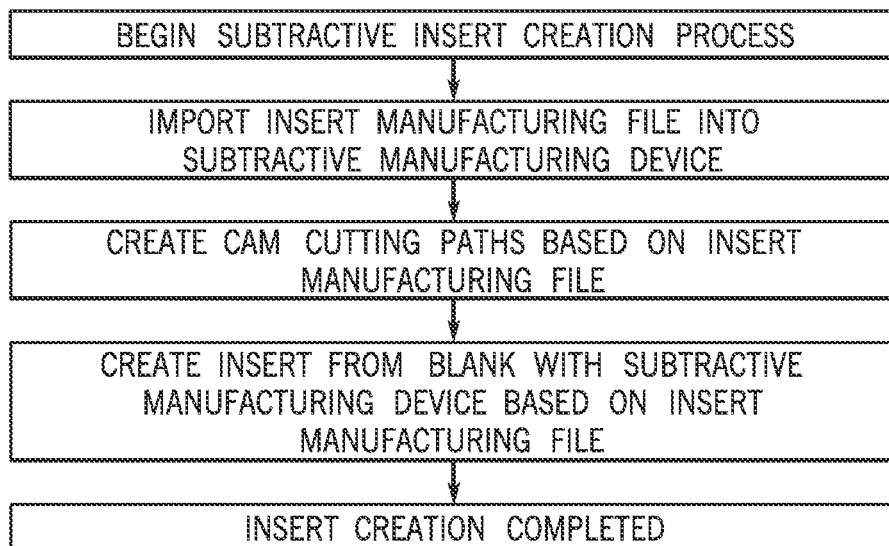 BEGIN SUBTRACTIVE INSERT CREATION PROCESS
IMPORT INSERT MANUFACTURING FILE INTO
SUBTRACTIVE MANUFACTURING DEVICE
CREATE CAM CUTTING PATHS BASED ON INSERT
MANUFACTURING FILE
CREATE INSERT FROM BLANK WITH SUBTRACTIVE
MANUFACTURING DEVICE BASED ON INSERT
MANUFACTURING FILE
INSERT CREATION COMPLETED